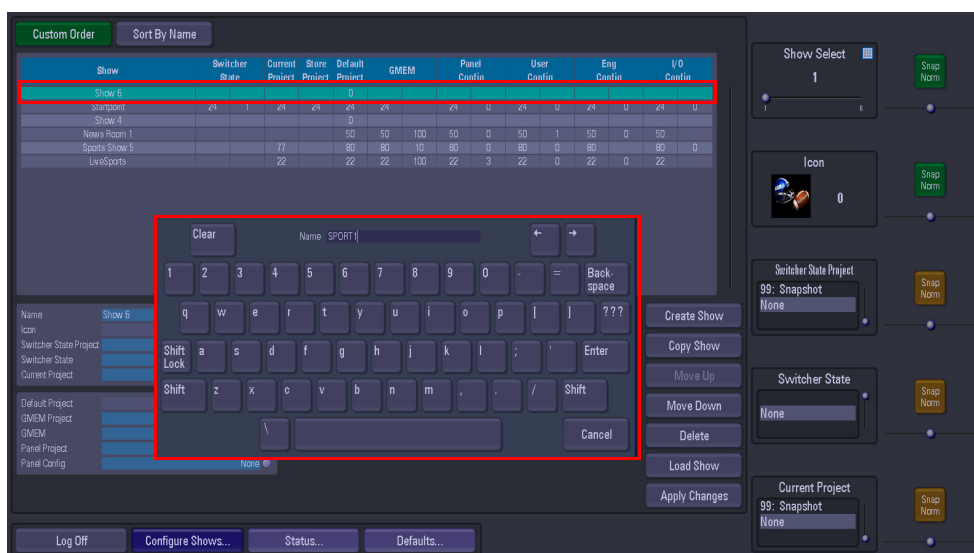 Custom Order Sort By Name
Show Switcher State Current Project Store Project Default Project GMEM Panel Config User Config Eng Config I/O Config
Show 6 0
Startpoint 24 1 24 24 24 24 24 0 24 0 24 0 24 0
Show 4 0
News Room 1 50 50 100 50 0 50 1 50 0 50
Sports Show 5 77 80 80 10 80 0 80 0 80 80 0
LiveSports 22 22 22 100 22 3 22 0 22 0 22
Clear Name SPORT1 ← →
1 2 3 4 5 6 7 8 9 0 - = Back-space
q w e r t y u i o p [ ] ???
Shift Lock a s d f g h j k l ; ' Enter
Shift z x c v b n m , . / Shift
\ Cancel
Name Show 6
Icon
Switcher State Project
Switcher State
Current Project
Default Project
GMEM Project
GMEM
Panel Project
Panel Config None
Create Show
Copy Show
Move Up
Move Down
Delete
Load Show
Apply Changes
Log Off Configure Shows... Status... Defaults...
Show Select
1
1 6
Snap Norm
Icon
0
Snap Norm
Switcher State Project
99: Snapshot
None
Snap Norm
Switcher State
None
Snap Norm
Current Project
99: Snapshot
None
Snap Norm